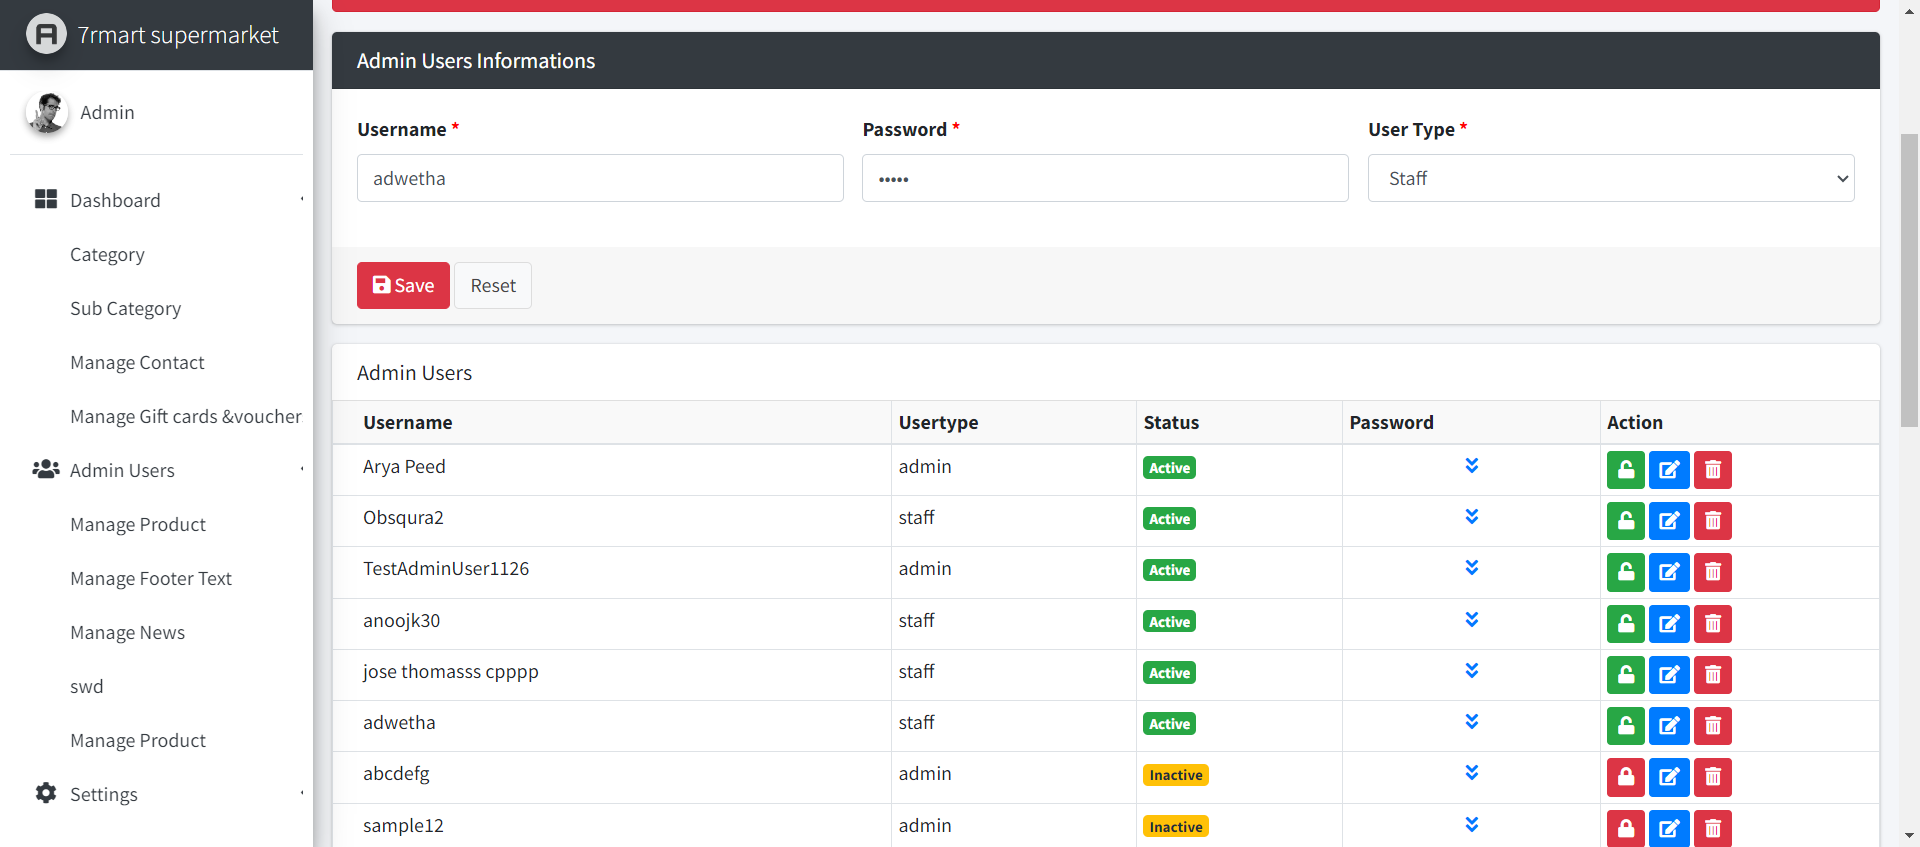 7rmart supermarket
Admin
Dashboard
Category
Sub Category
Manage Contact
Manage Gift cards &voucher
Admin Users
Manage Product
Manage Footer Text
Manage News
swd
Manage Product
Settings
Admin Users Informations
Username * Password * User Type *
adwetha ••••• Staff
Save Reset
Admin Users
Username Usertype Status Password Action
Arya Peed admin Active
Obsqura2 staff Active
TestAdminUser1126 admin Active
anoojk30 staff Active
jose thomasss cpppp staff Active
adwetha staff Active
abcdefg admin Inactive
sample12 admin Inactive